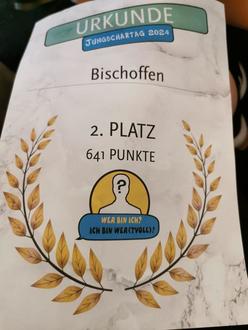 URKUNDE
JUNGSCHARTAG 2024
Bischoffen
2. PLATZ
641 PUNKTE
?
WER BIN ICH?
ICH BIN WER(TVOLL)!